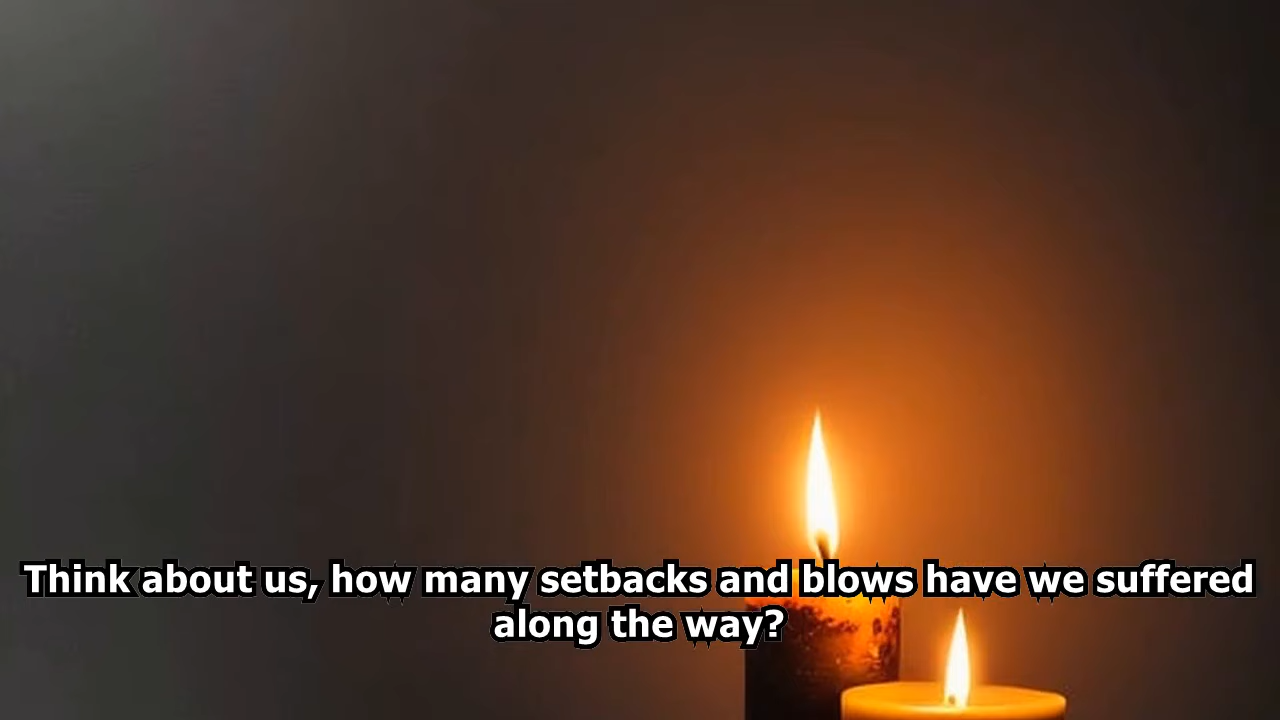 Think about us, how many setbacks and blows have we suffered
along the way?